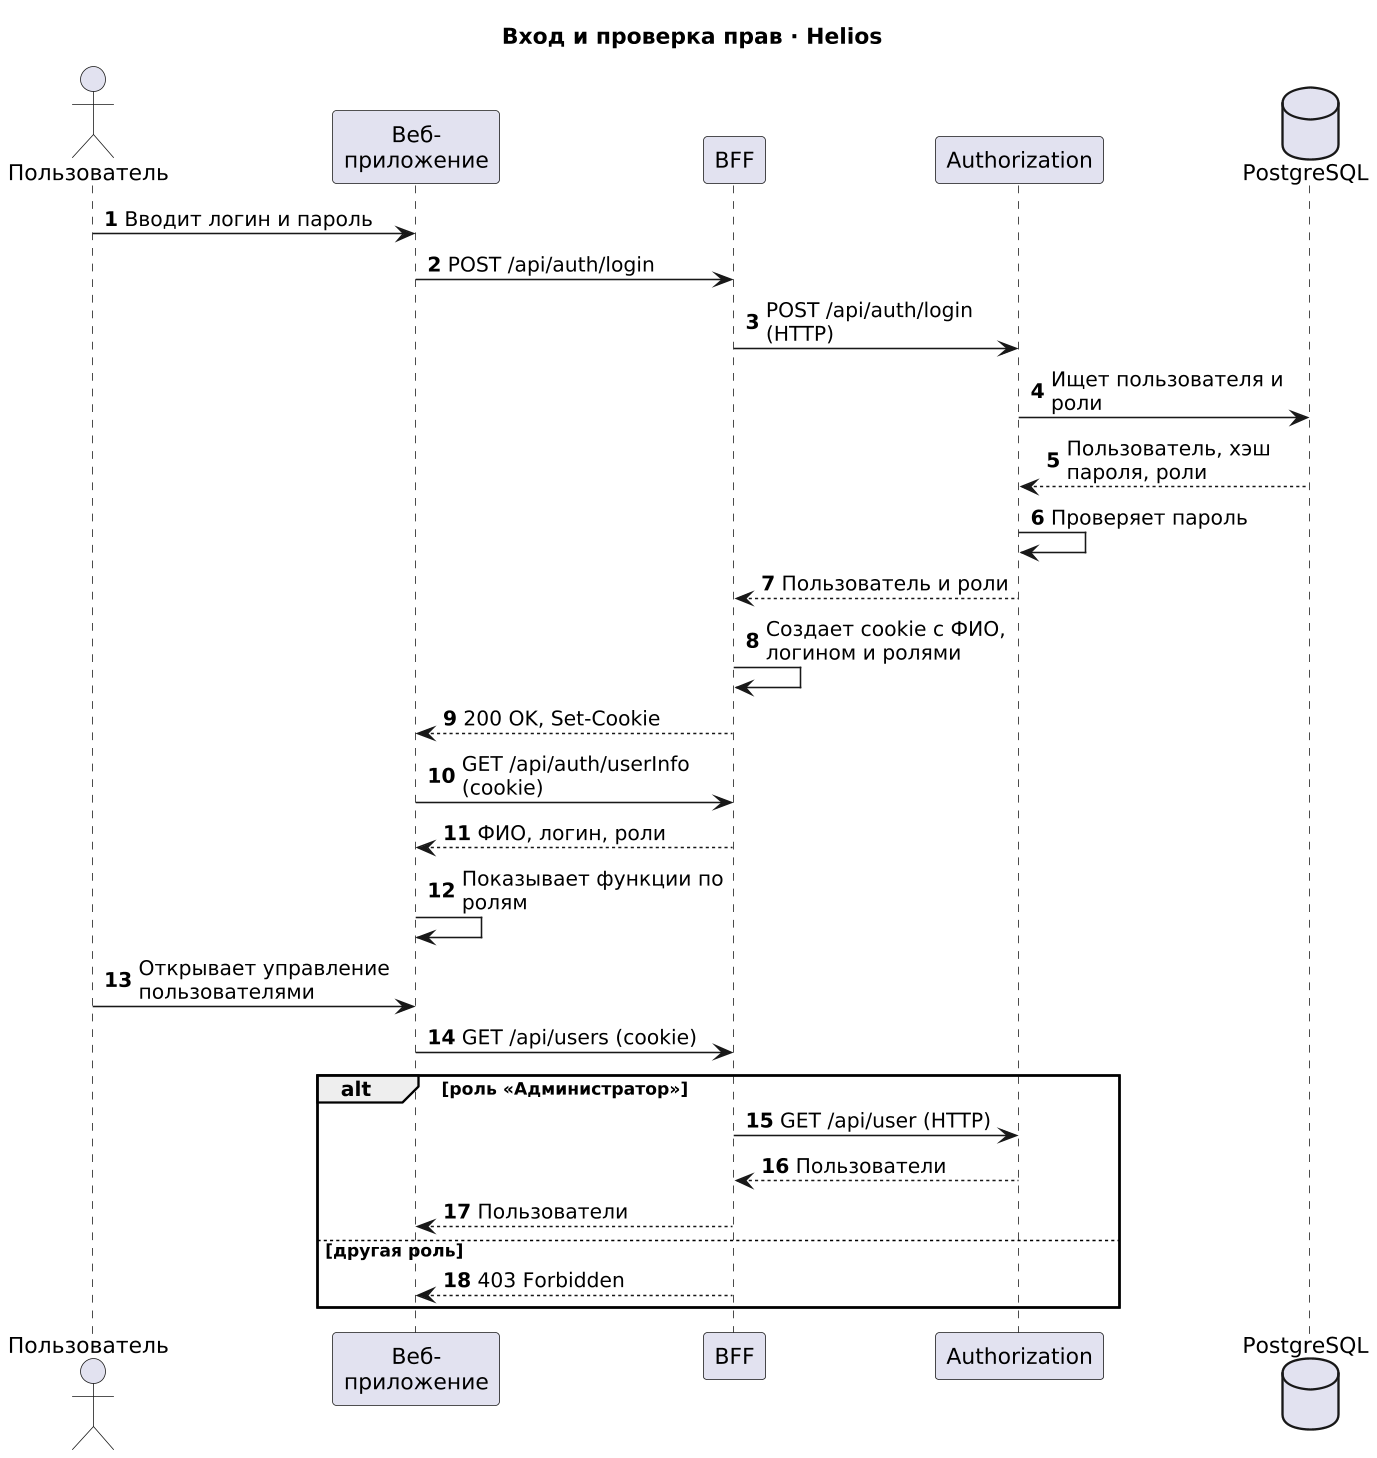 Вход и проверка прав · Helios
Пользователь
Веб-
приложение
BFF
Authorization
PostgreSQL
1 Вводит логин и пароль
2 POST /api/auth/login
3 POST /api/auth/login
(HTTP)
4 Ищет пользователя и
роли
5 Пользователь, хэш
пароля, роли
6 Проверяет пароль
7 Пользователь и роли
8 Создает cookie с ФИО,
логином и ролями
9 200 OK, Set-Cookie
10 GET /api/auth/userInfo
(cookie)
11 ФИО, логин, роли
12 Показывает функции по
ролям
13 Открывает управление
пользователями
14 GET /api/users (cookie)
alt [роль «Администратор»]
15 GET /api/user (HTTP)
16 Пользователи
17 Пользователи
[другая роль]
18 403 Forbidden
Пользователь
Веб-
приложение
BFF
Authorization
PostgreSQL